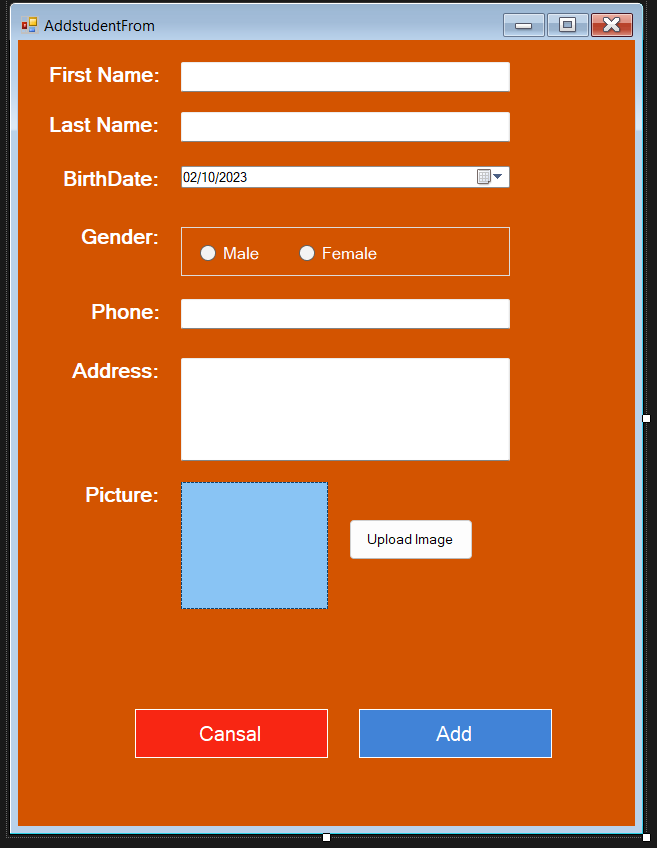 AddstudentFrom
First Name:
Last Name:
BirthDate: 02/10/2023
Gender: Male Female
Phone:
Address:
Picture:
Upload Image
Cansal Add